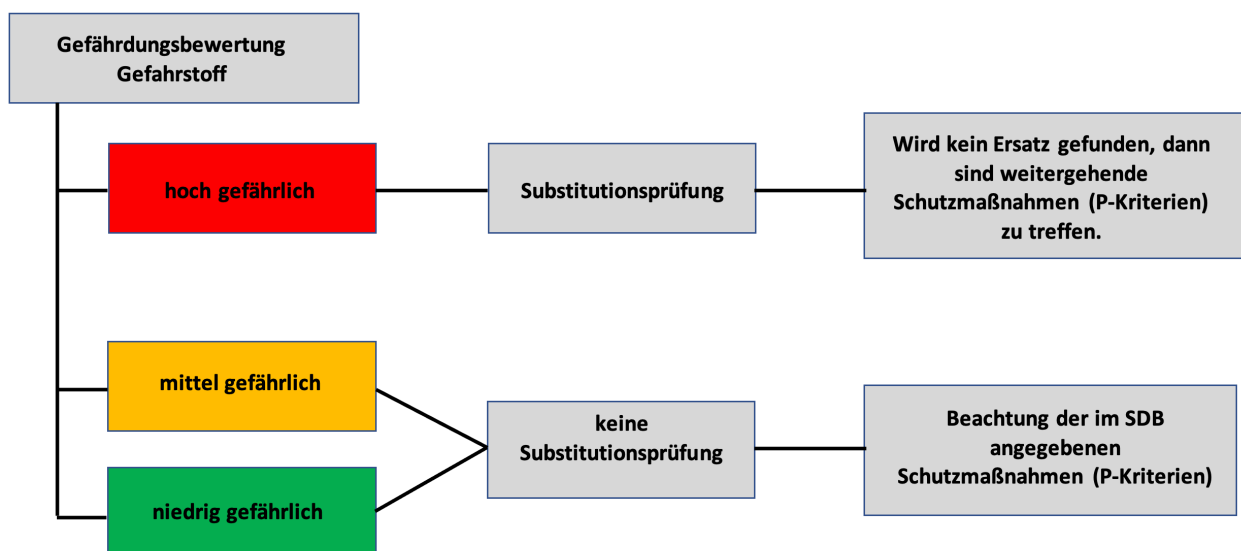 Gefährdungsbewertung
Gefahrstoff
hoch gefährlich
Substitutionsprüfung
Wird kein Ersatz gefunden, dann
sind weitergehende
Schutzmaßnahmen (P-Kriterien)
zu treffen.
mittel gefährlich
niedrig gefährlich
keine
Substitutionsprüfung
Beachtung der im SDB
angegebenen
Schutzmaßnahmen (P-Kriterien)